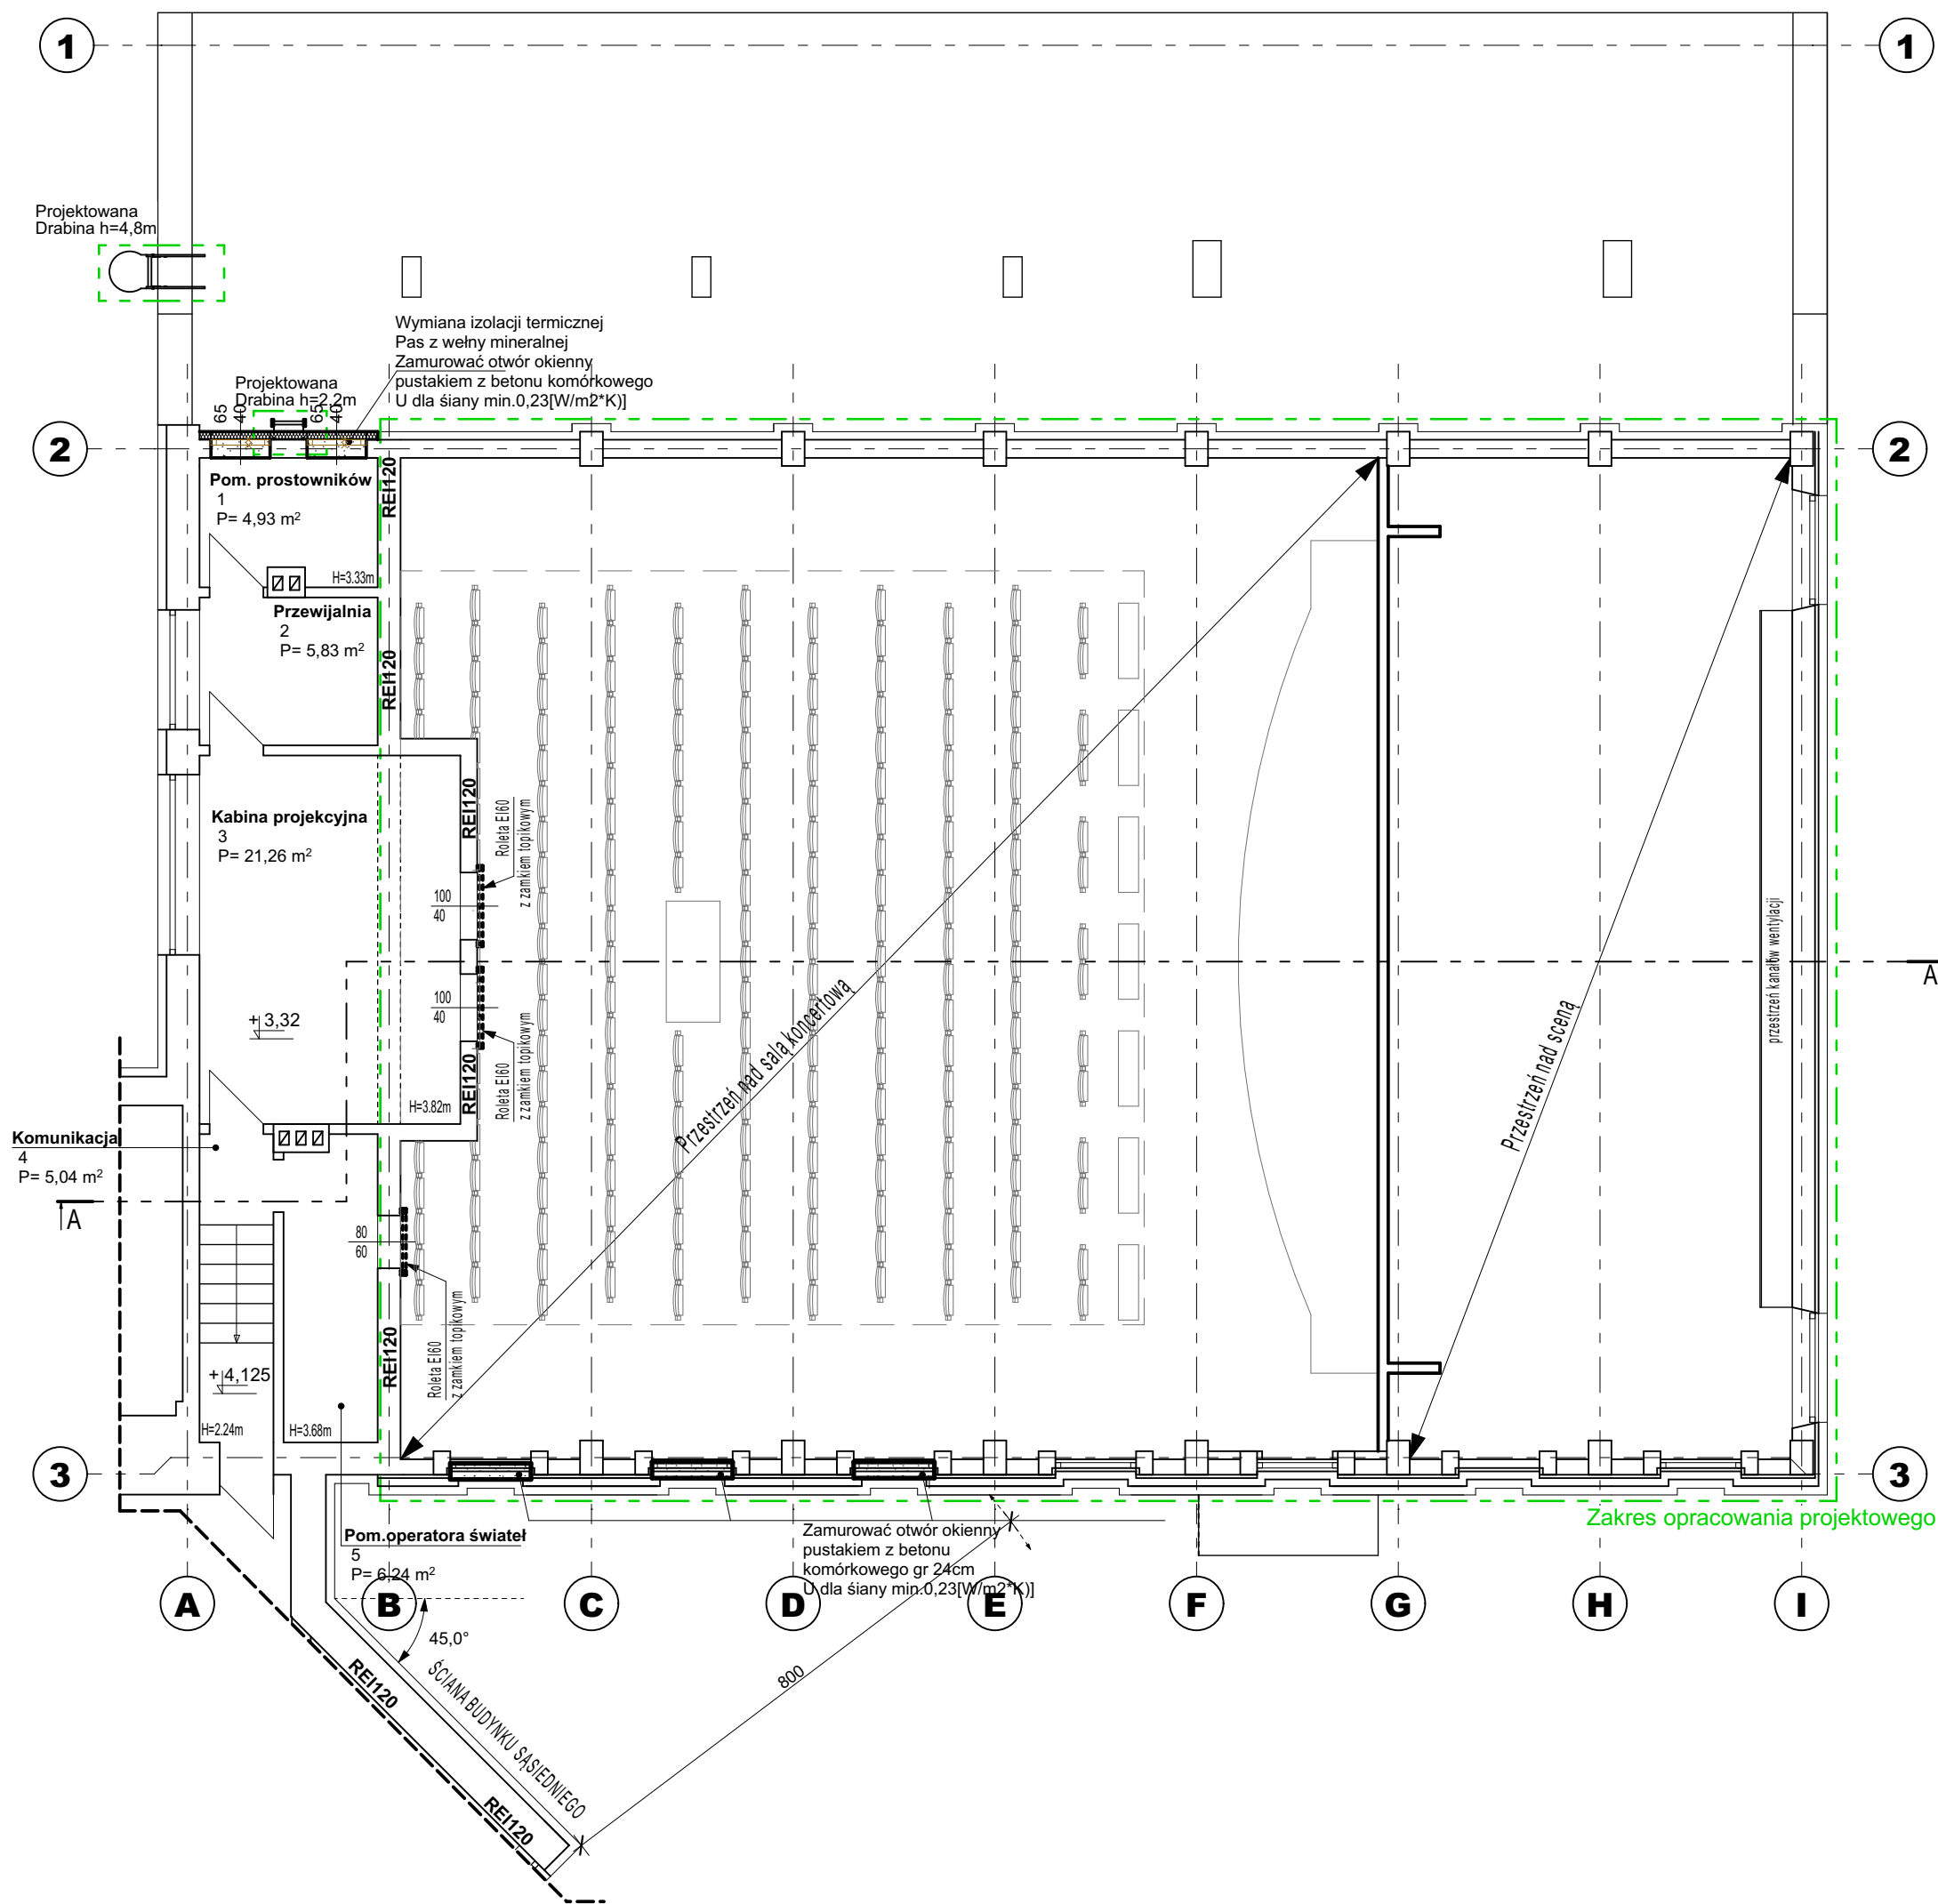 1
1
Projektowana
Drabina h=4,8m
Wymiana izolacji termicznej
Pas z wełny mineralnej
Zamurować otwór okienny
pustakiem z betonu komórkowego
U dla śiany min.0,23[W/m2*K)]
Projektowana
Drabina h=2,2m
65
40
65
40
2
2
Pom. prostowników
1
P= 4,93 m²
REI120
H=3.33m
Przewijalnia
2
P= 5,83 m²
REI120
Kabina projekcyjna
3
P= 21,26 m²
REI120
Roleta EI60
z zamkiem topikowym
100
40
100
40
Roleta EI60
z zamkiem topikowym
REI120
+ 3,32
H=3.82m
Przestrzeń nad salą koncertową
Przestrzeń nad sceną
przestrzeń kanałów wentylacji
A
Komunikacja
4
P= 5,04 m²
A
80
60
Roleta EI60
z zamkiem topikowym
REI120
+ 4,125
H=2.24m
H=3.68m
3
3
Zakres opracowania projektowego
Pom.operatora świateł
5
P= 6,24 m²
Zamurować otwór okienny
pustakiem z betonu
komórkowego gr 24cm
U dla śiany min.0,23[W/m2*K)]
A
B
C
D
E
F
G
H
I
45,0°
ŚCIANA BUDYNKU SĄSIEDNIEGO
800
REI120
REI120